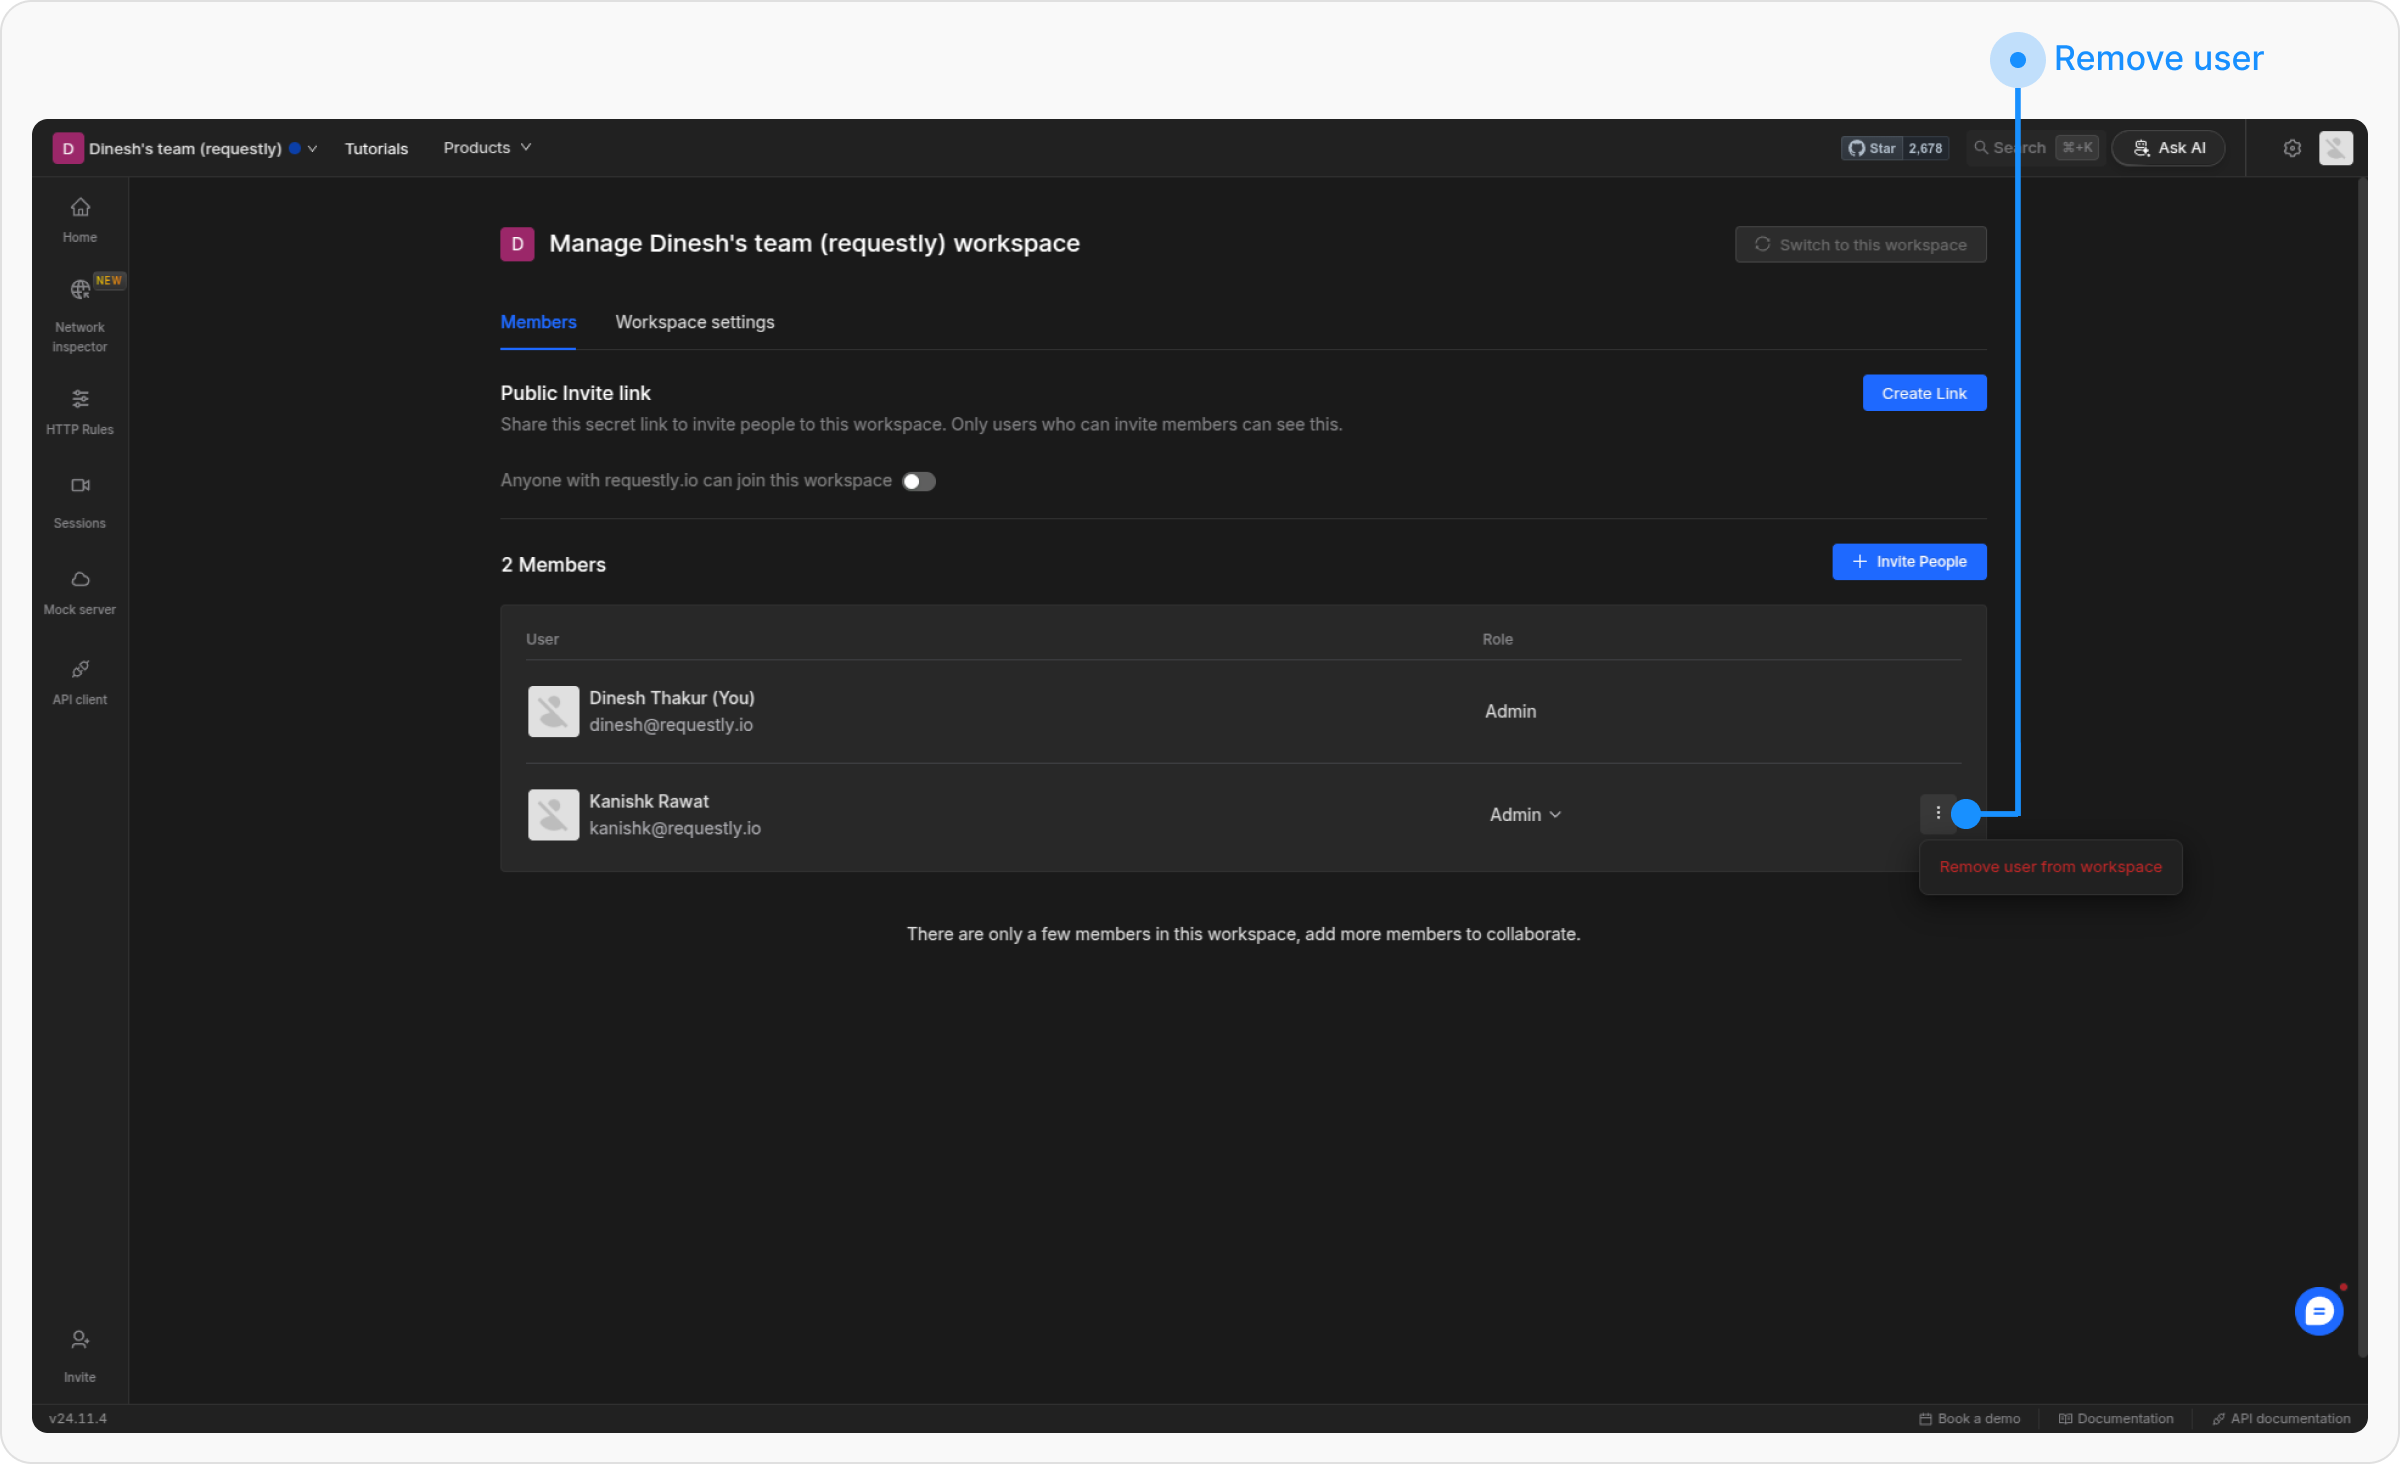 Remove user
D Dinesh's team (requestly)
Tutorials
Products
Star 2,678
Search ⌘+K
Ask AI
Home
NEW
Network
inspector
HTTP Rules
Sessions
Mock server
API client
Invite
D Manage Dinesh's team (requestly) workspace
Switch to this workspace
Members
Workspace settings
Public Invite link
Create Link
Share this secret link to invite people to this workspace. Only users who can invite members can see this.
Anyone with requestly.io can join this workspace
2 Members
+ Invite People
User
Role
Dinesh Thakur (You)
dinesh@requestly.io
Admin
Kanishk Rawat
kanishk@requestly.io
Admin
Remove user from workspace
There are only a few members in this workspace, add more members to collaborate.
v24.11.4
Book a demo
Documentation
API documentation